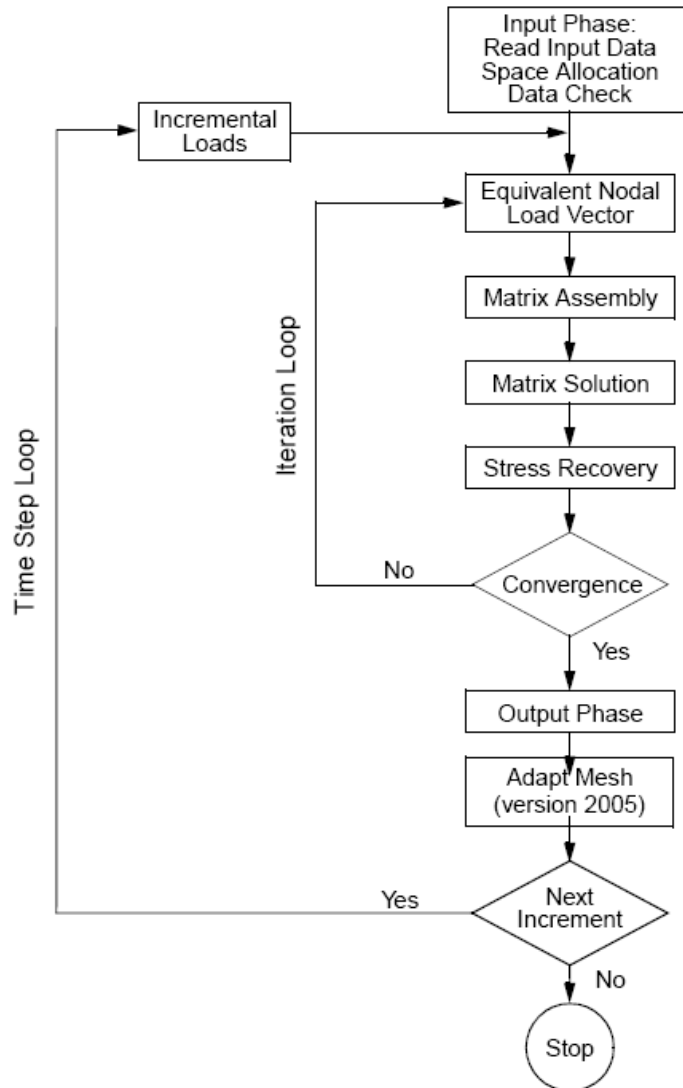 Input Phase:
Read Input Data
Space Allocation
Data Check
Incremental
Loads
Equivalent Nodal
Load Vector
Matrix Assembly
Matrix Solution
Stress Recovery
Iteration Loop
Time Step Loop
No
Convergence
Yes
Output Phase
Adapt Mesh
(version 2005)
Yes
Next
Increment
No
Stop